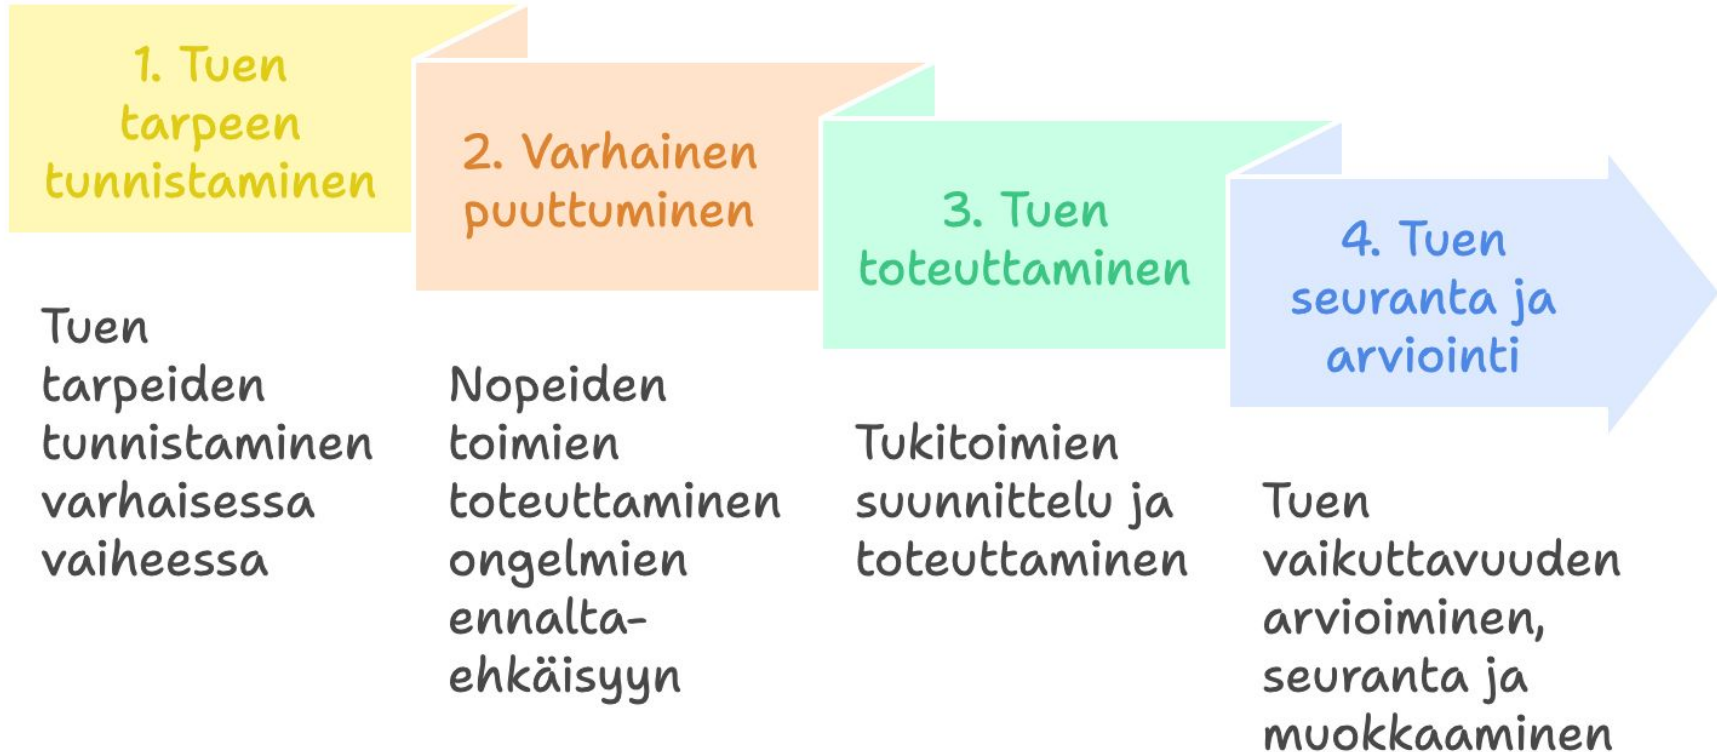 1. Tuen
tarpeen
tunnistaminen
Tuen
tarpeiden
tunnistaminen
varhaisessa
vaiheessa
2. Varhainen
puuttuminen
Nopeiden
toimien
toteuttaminen
ongelmien
ennalta-
ehkäisyyn
3. Tuen
toteuttaminen
Tukitoimien
suunnittelu ja
toteuttaminen
4. Tuen
seuranta ja
arviointi
Tuen
vaikuttavuuden
arvioiminen,
seuranta ja
muokkaaminen